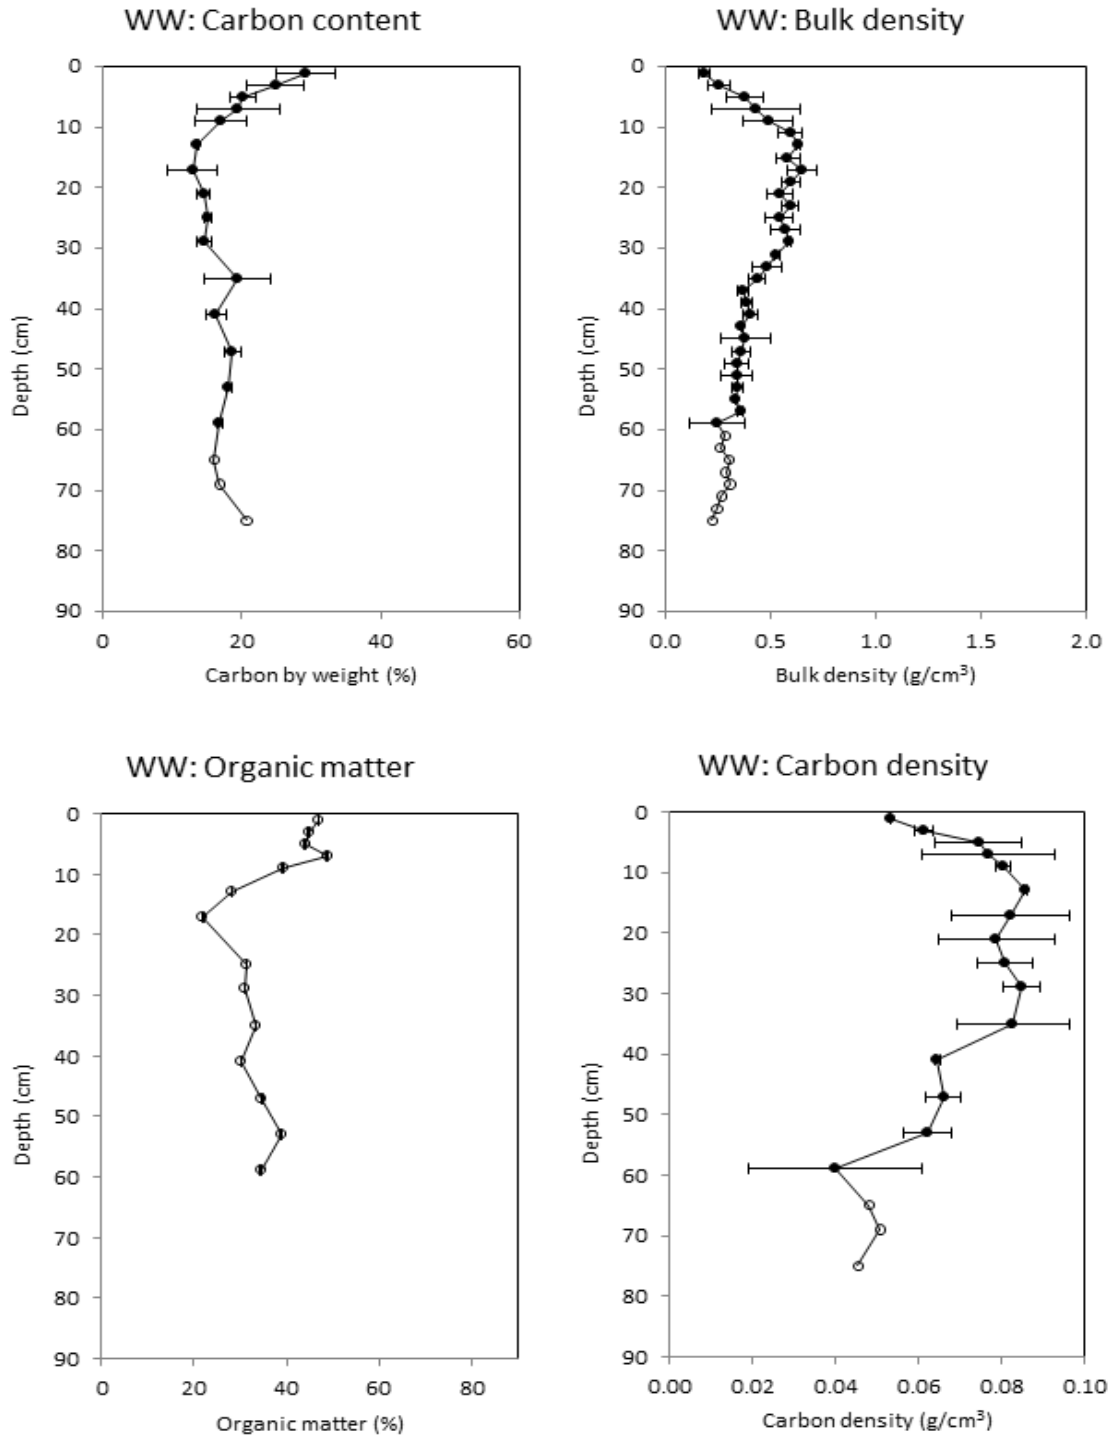 WW: Carbon content
0
10
20
30
40
50
60
70
80
90
Depth (cm)
0 20 40 60
Carbon by weight (%)
WW: Bulk density
0
10
20
30
40
50
60
70
80
90
Depth (cm)
0.0 0.5 1.0 1.5 2.0
Bulk density (g/cm³)
WW: Organic matter
0
10
20
30
40
50
60
70
80
90
Depth (cm)
0 20 40 60 80
Organic matter (%)
WW: Carbon density
0
10
20
30
40
50
60
70
80
90
Depth (cm)
0.00 0.02 0.04 0.06 0.08 0.10
Carbon density (g/cm³)